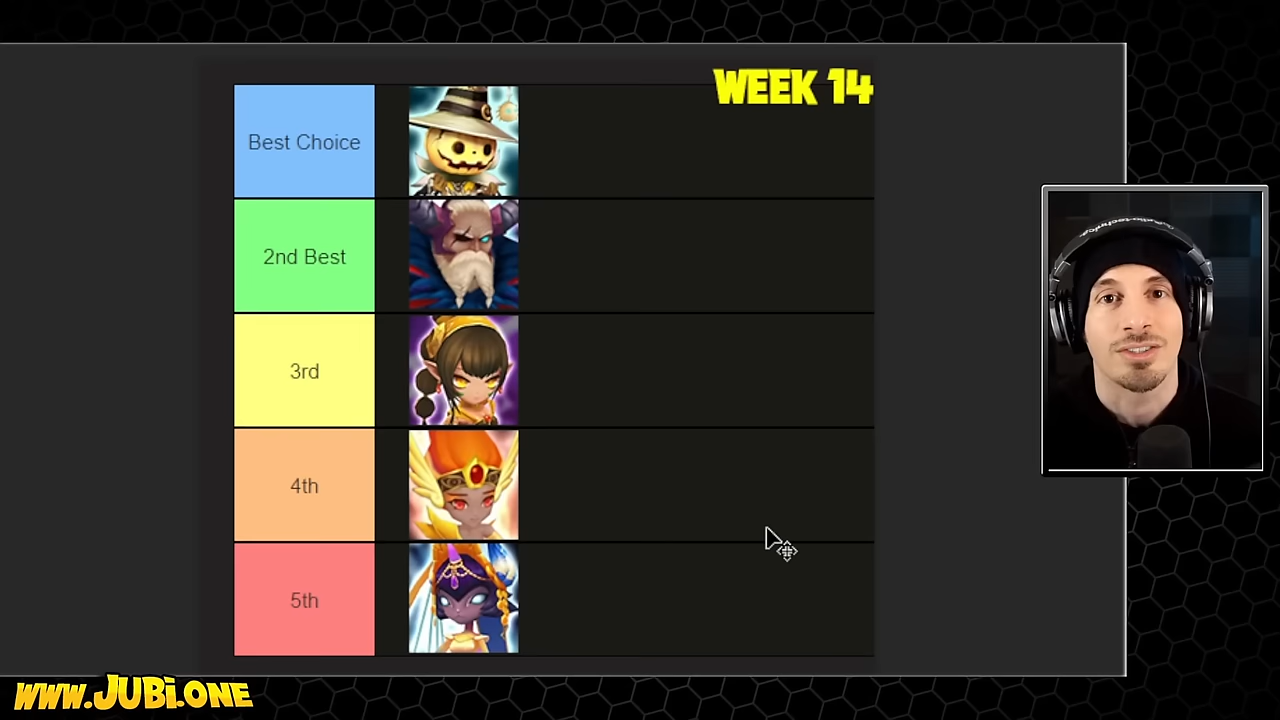 WEEK 14
Best Choice
2nd Best
3rd
4th
5th
www.JUBI.ONE